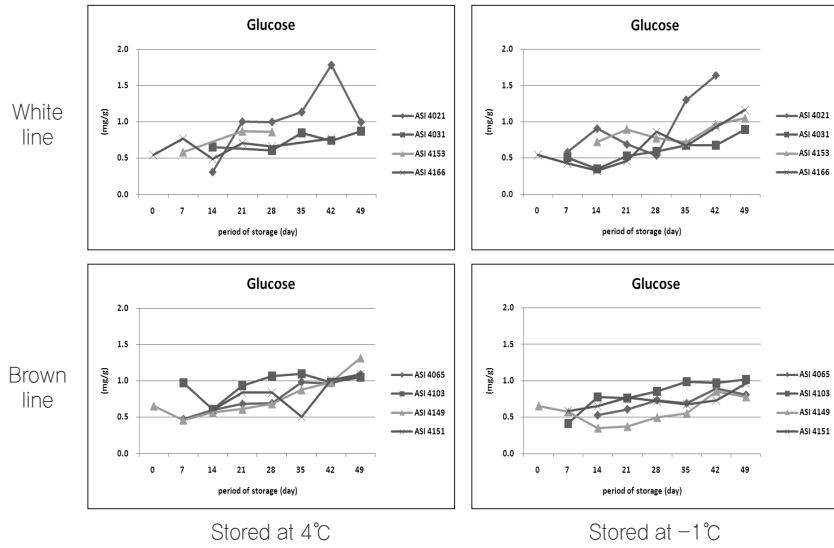 White
line
Glucose
2.0
1.5
1.0
0.5
0.0
(mg/g)
0 7 14 21 28 35 42 49
period of storage (day)
ASI 4021
ASI 4031
ASI 4153
ASI 4166
Glucose
2.0
1.5
1.0
0.5
0.0
(mg/g)
0 7 14 21 28 35 42 49
period of storage (day)
ASI 4021
ASI 4031
ASI 4153
ASI 4166
Brown
line
Glucose
2.0
1.5
1.0
0.5
0.0
(mg/g)
0 7 14 21 28 35 42 49
period of storage (day)
ASI 4065
ASI 4103
ASI 4149
ASI 4151
Glucose
2.0
1.5
1.0
0.5
0.0
(mg/g)
0 7 14 21 28 35 42 49
period of storage (day)
ASI 4065
ASI 4103
ASI 4149
ASI 4151
Stored at 4℃
Stored at −1℃